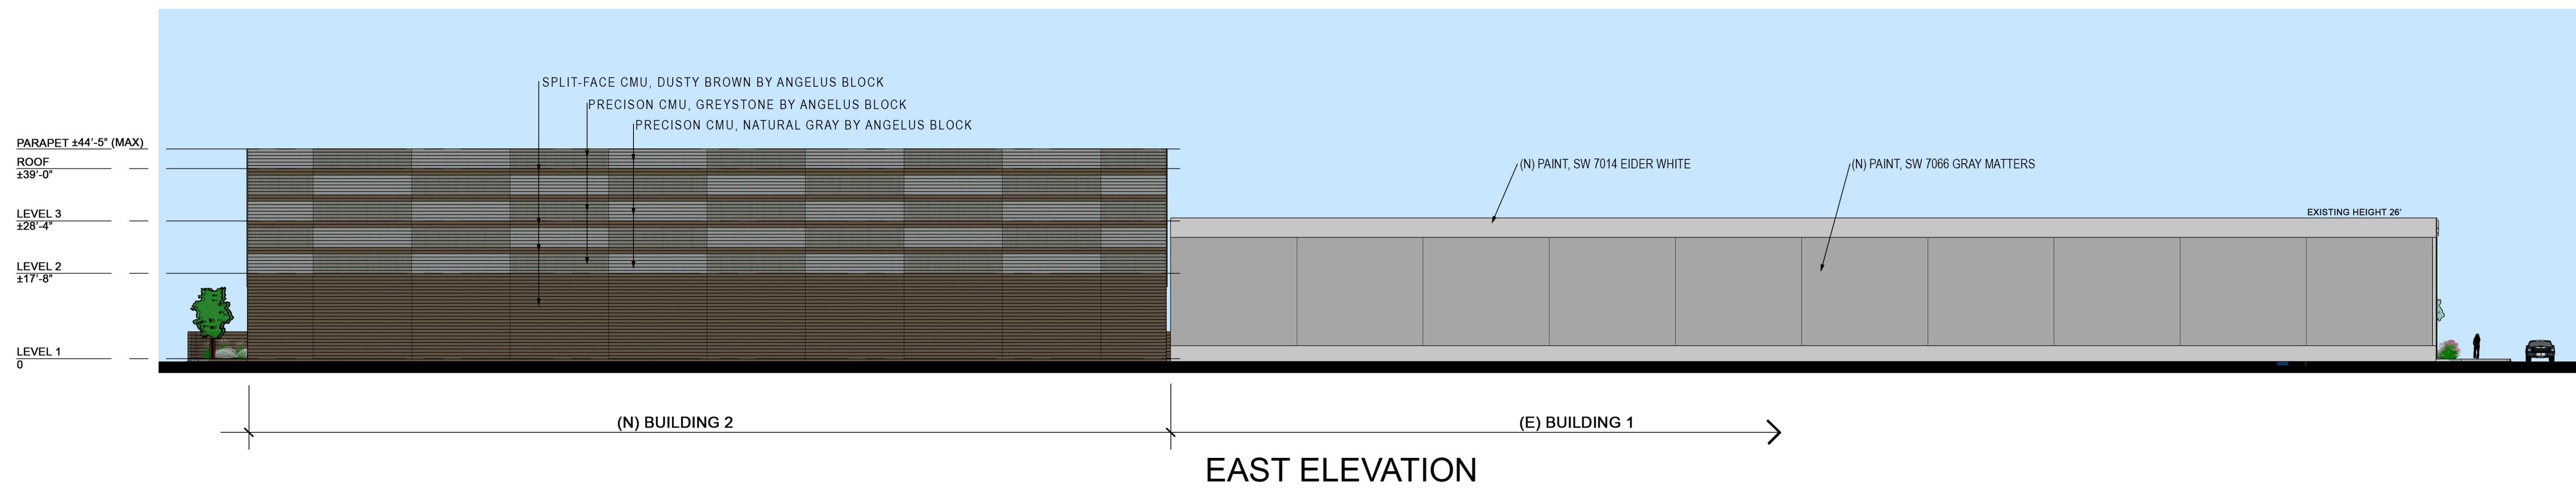 SPLIT-FACE CMU, DUSTY BROWN BY ANGELUS BLOCK
PRECISON CMU, GREYSTONE BY ANGELUS BLOCK
PRECISON CMU, NATURAL GRAY BY ANGELUS BLOCK
PARAPET ±44'-5" (MAX)
ROOF
±39'-0"
LEVEL 3
±28'-4"
LEVEL 2
±17'-8"
LEVEL 1
0
(N) PAINT, SW 7014 EIDER WHITE
(N) PAINT, SW 7066 GRAY MATTERS
EXISTING HEIGHT 26'
(N) BUILDING 2
(E) BUILDING 1
EAST ELEVATION